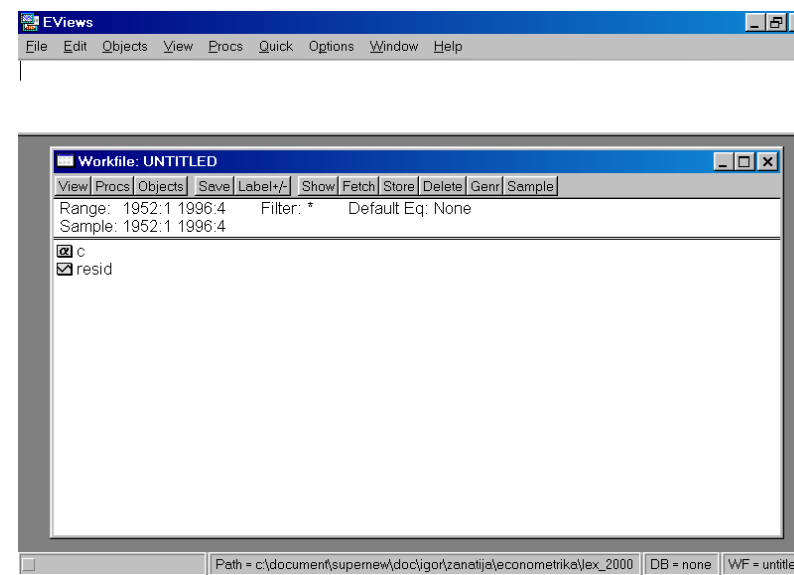 EViews
File Edit Objects View Procs Quick Options Window Help
Workfile: UNTITLED
View Procs Objects Save Label+/- Show Fetch Store Delete Genr Sample
Range: 1952:1 1996:4 Filter: * Default Eq: None
Sample: 1952:1 1996:4
α c
resid
Path = c:\document\supernew\doc\igor\zanatija\econometrika\lex_2000 DB = none WF = untitle